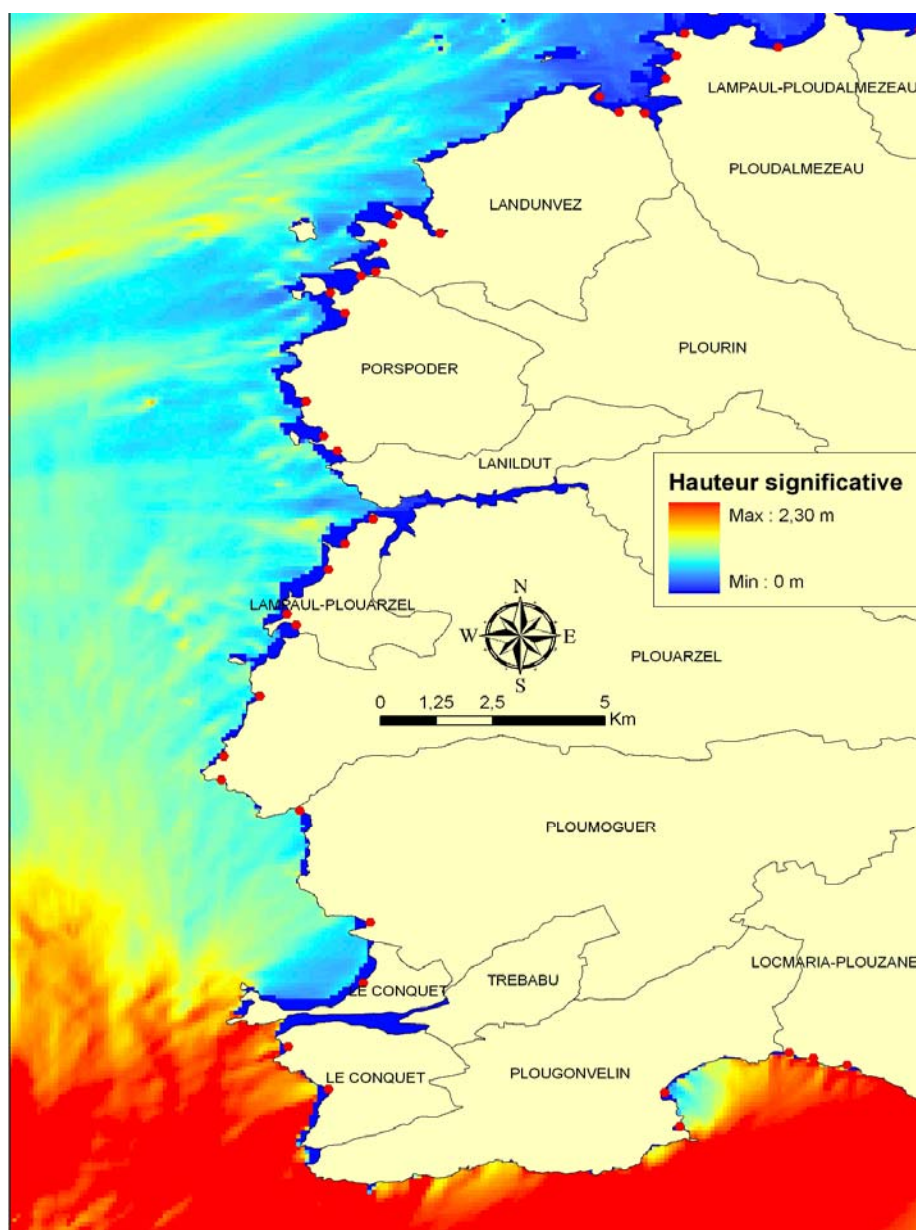 LAMPAUL-PLOUDALMEZEAU
PLOUDALMEZEAU
LANDUNVEZ
PLOURIN
PORSPODER
LANILDUT
Hauteur significative
Max : 2,30 m
Min : 0 m
LAMPAUL-PLOUARZEL
N
W E
S
PLOUARZEL
0 1,25 2,5 5
Km
PLOUMOGUER
LOCMARIA-PLOUZANE
TREBABU
LE CONQUET
LE CONQUET
PLOUGONVELIN